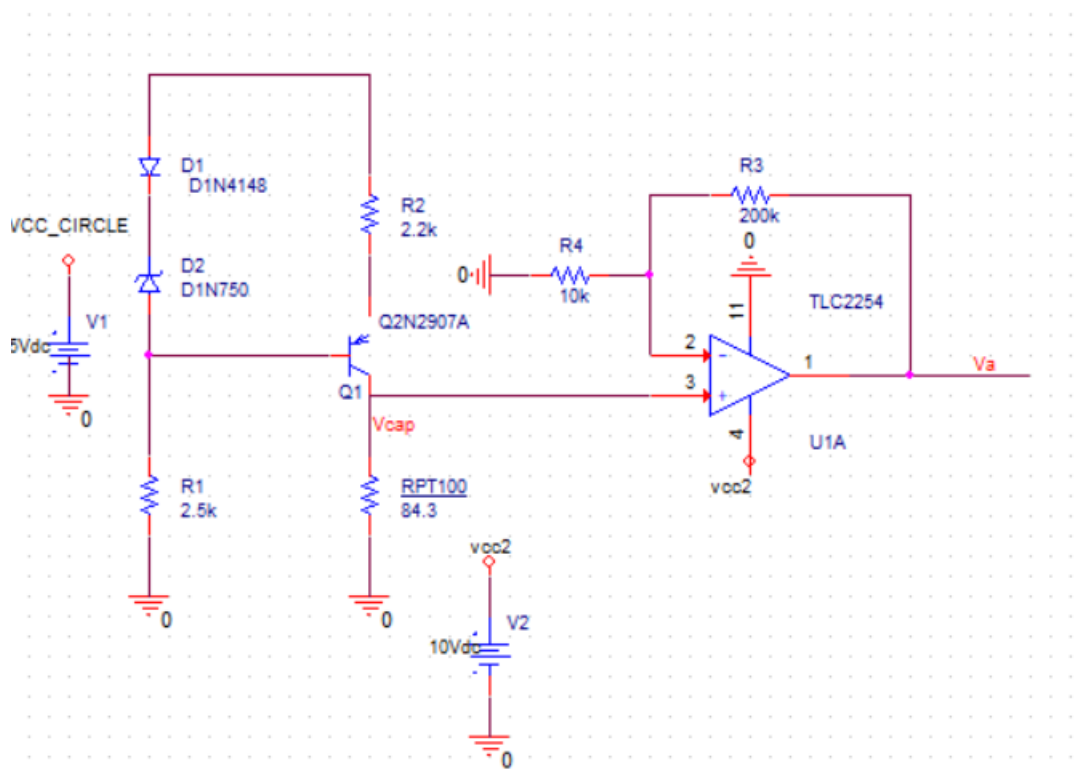 D1
D1N4148
VCC_CIRCLE
D2
D1N750
V1
5Vdc
0
R1
2.5k
0
R2
2.2k
Q2N2907A
Q1
Vcap
RPT100
84.3
0
R3
200k
0
R4
10k
0
TLC2254
11
2
-
3
+
1
Va
4
U1A
vcc2
vcc2
V2
10Vdc
0